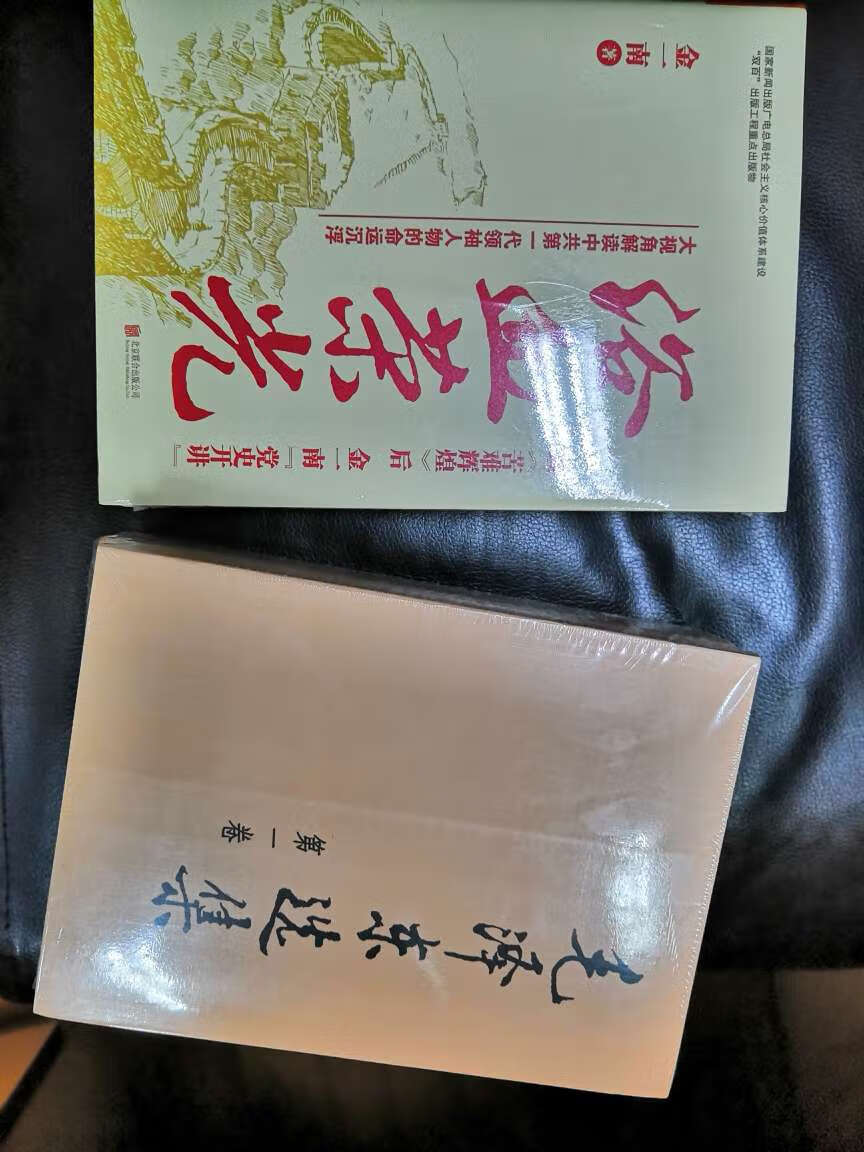 国家新闻出版广电总局社会主义核心价值体系建设
“双百”出版工程重点出版物
金一南 著
大视角解读中共第一代领袖人物的命运沉浮
浴血荣光
《苦难辉煌》后 金一南『党史开讲』
北京联合出版公司
毛泽东选集
第一卷